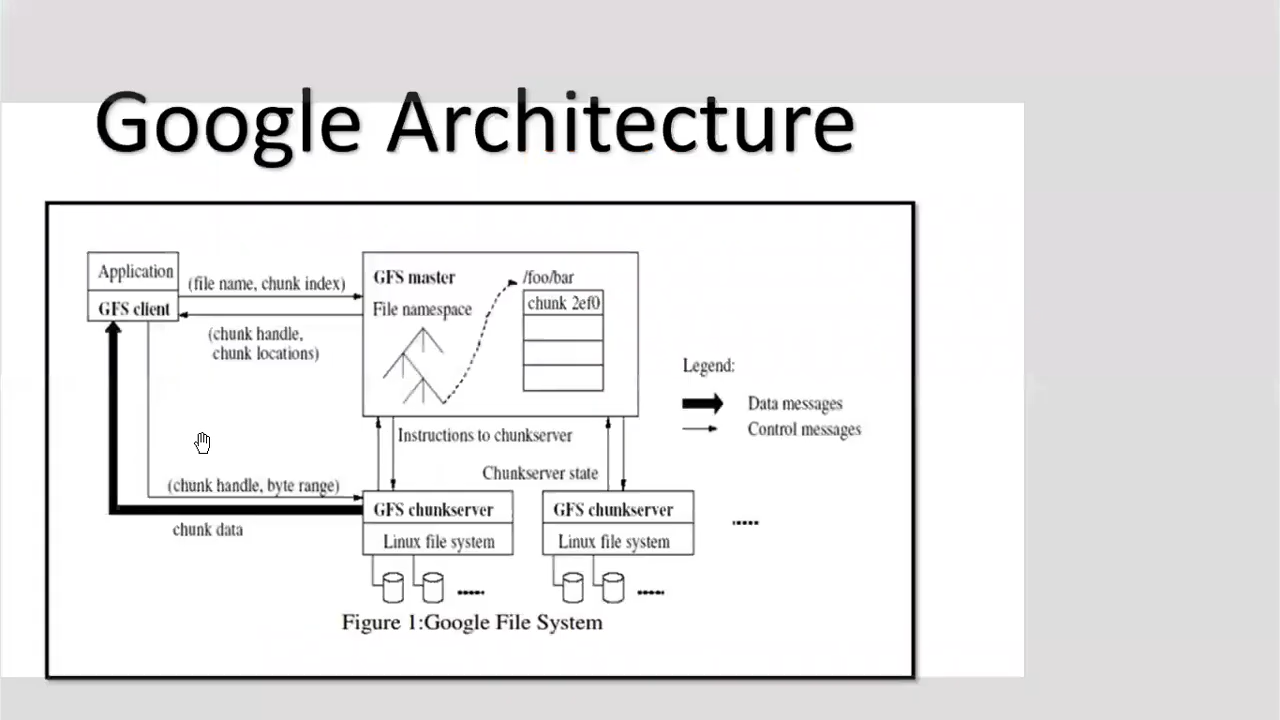 Google Architecture
Application
GFS client
(file name, chunk index)
(chunk handle,
chunk locations)
GFS master
File namespace
/foo/bar
chunk 2ef0
Legend:
Data messages
Control messages
Instructions to chunkserver
Chunkserver state
(chunk handle, byte range)
chunk data
GFS chunkserver
Linux file system
GFS chunkserver
Linux file system
Figure 1:Google File System